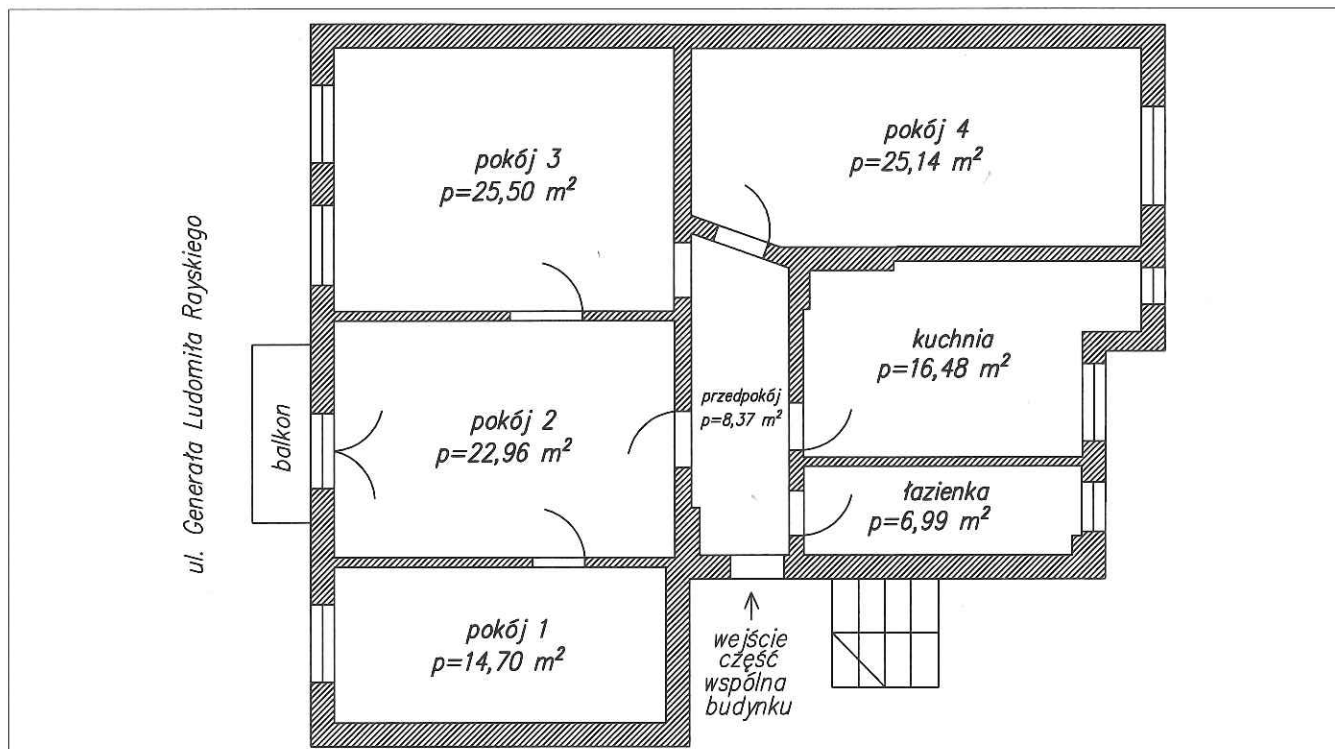 ul. Generała Ludomiła Rayskiego
balkon
pokój 3
p=25,50 m²
pokój 4
p=25,14 m²
pokój 2
p=22,96 m²
przedpokój
p=8,37 m²
kuchnia
p=16,48 m²
łazienka
p=6,99 m²
pokój 1
p=14,70 m²
wejście
część
wspólna
budynku